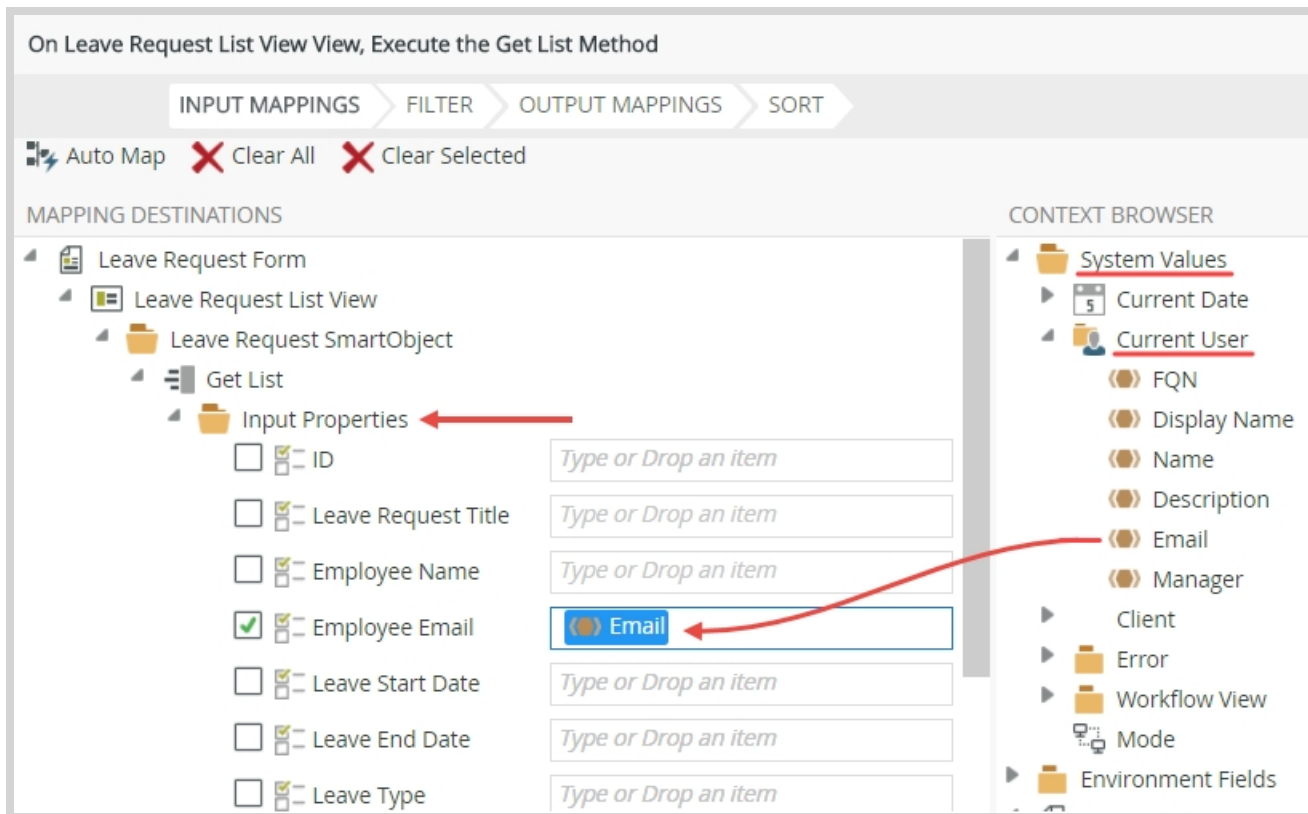 On Leave Request List View View, Execute the Get List Method
INPUT MAPPINGS FILTER OUTPUT MAPPINGS SORT
Auto Map Clear All Clear Selected
MAPPING DESTINATIONS
Leave Request Form
Leave Request List View
Leave Request SmartObject
Get List
Input Properties
ID Type or Drop an item
Leave Request Title Type or Drop an item
Employee Name Type or Drop an item
Employee Email Email
Leave Start Date Type or Drop an item
Leave End Date Type or Drop an item
Leave Type Type or Drop an item
CONTEXT BROWSER
System Values
5 Current Date
Current User
FQN
Display Name
Name
Description
Email
Manager
Client
Error
Workflow View
Mode
Environment Fields